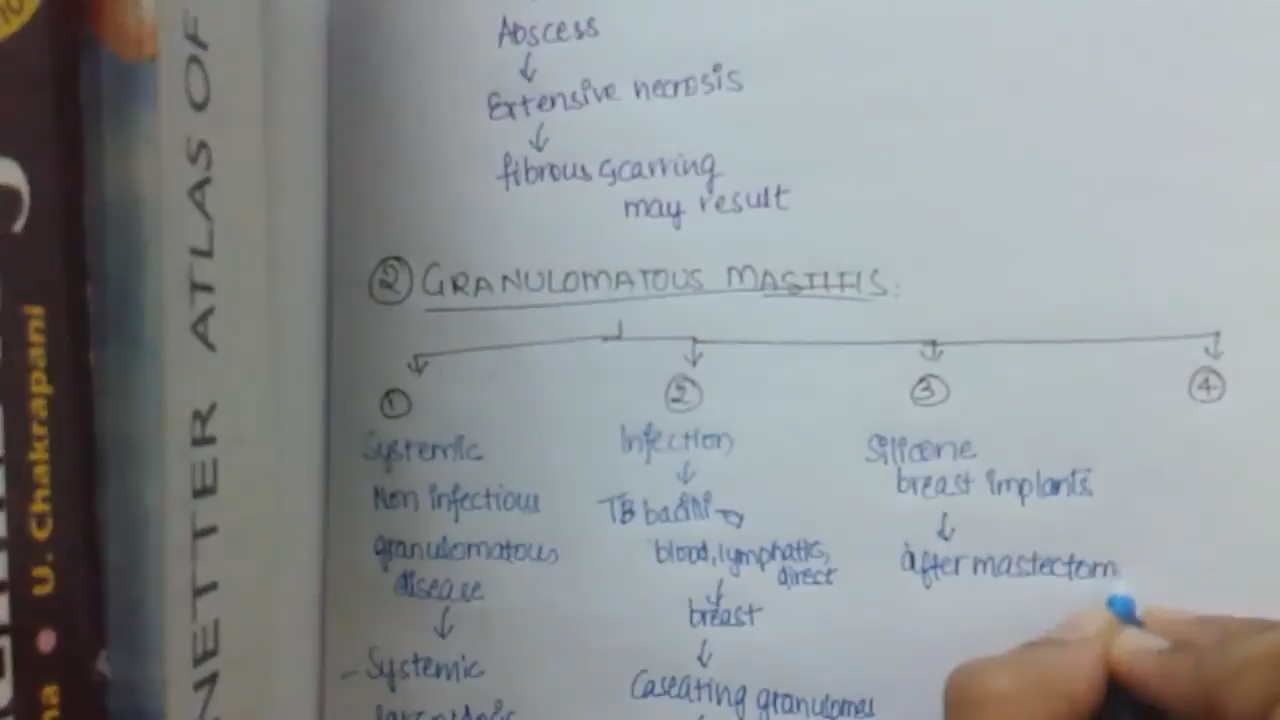 Abscess
↓
Extensive necrosis
↓
fibrous scarring
may result
② GRANULOMATOUS MASTITIS:
① ② ③ ④
Systemic
Non infectious
granulomatous
disease
↓
- Systemic
Infection
↓
TB bacilli →
blood, lymphatic,
direct
↓
breast
↓
Caseating granulomas
Silicone
breast implants
↓
after mastectom
NETTER ATLAS OF
U. Chakrapani